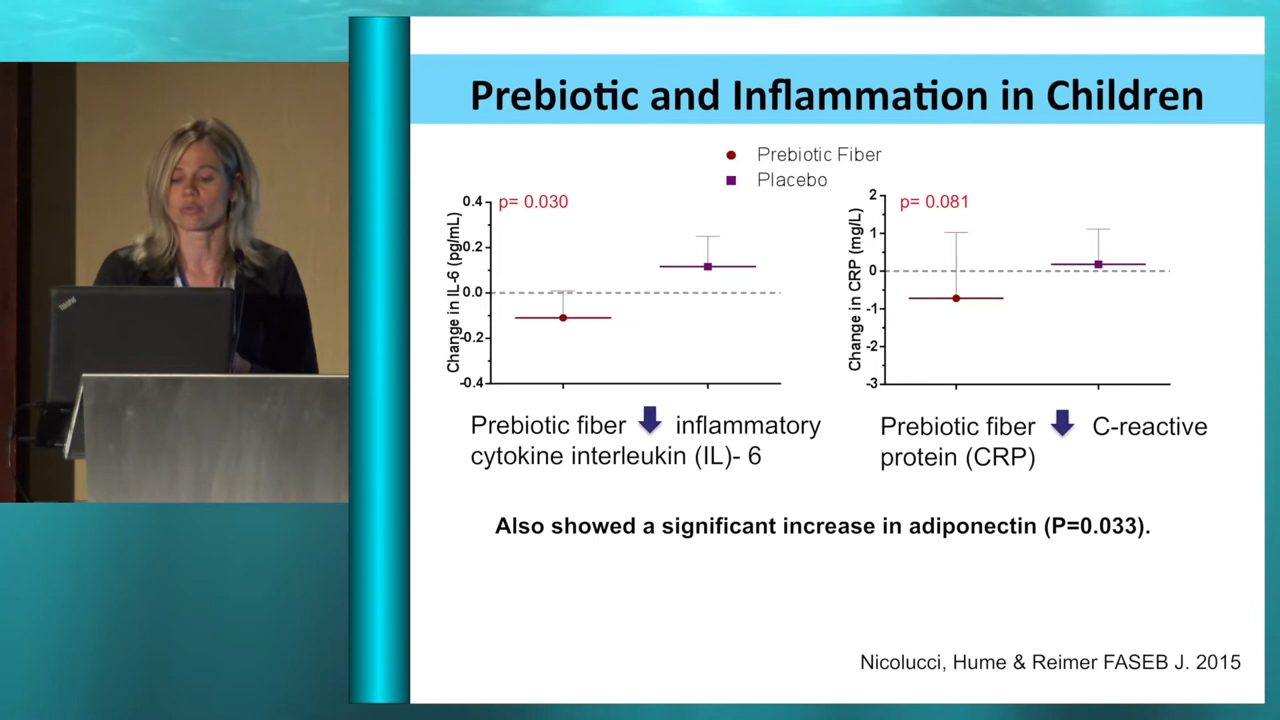 Prebiotic and Inflammation in Children
Prebiotic Fiber
Placebo
p= 0.030
Change in IL-6 (pg/mL)
0.4
0.2
0.0
-0.2
-0.4
p= 0.081
Change in CRP (mg/L)
2
1
0
-1
-2
-3
Prebiotic fiber inflammatory
cytokine interleukin (IL)- 6
Prebiotic fiber C-reactive
protein (CRP)
Also showed a significant increase in adiponectin (P=0.033).
Nicolucci, Hume & Reimer FASEB J. 2015
ThinkPad